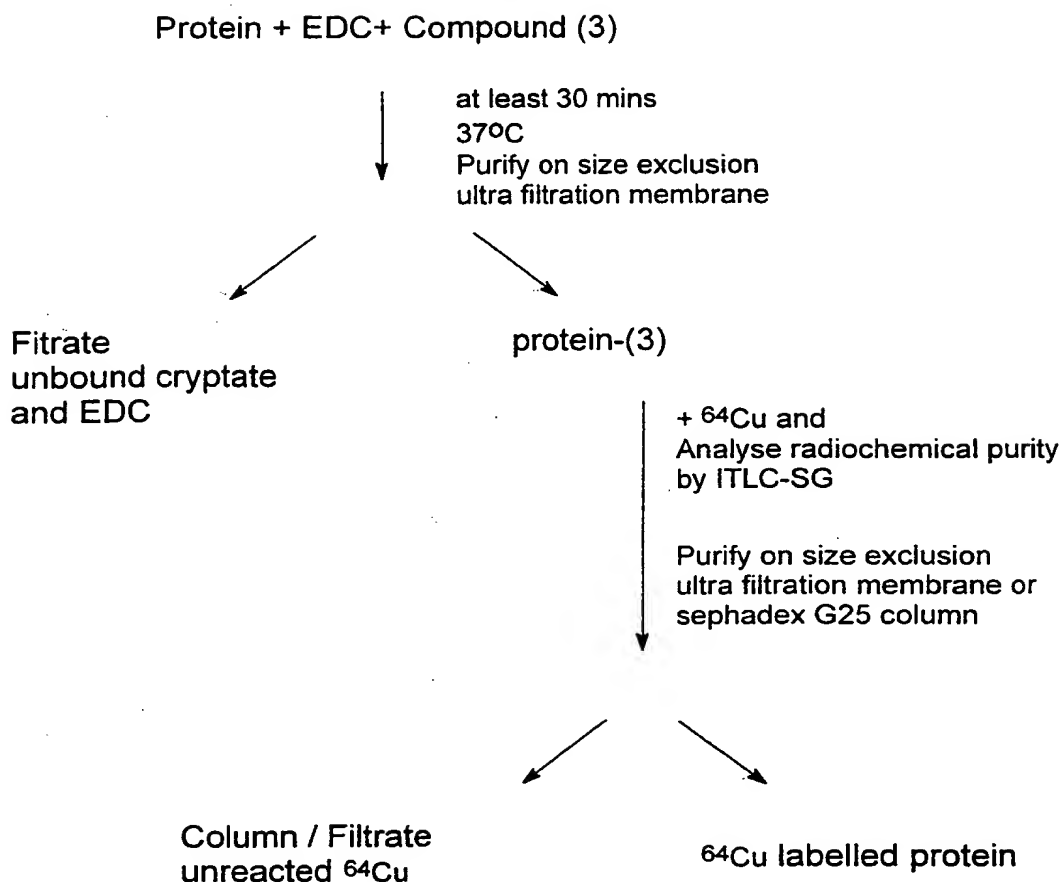 Protein + EDC+ Compound (3)
at least 30 mins
37ºC
Purify on size exclusion
ultra filtration membrane
Fitrate
unbound cryptate
and EDC
protein-(3)
+ ⁶⁴Cu and
Analyse radiochemical purity
by ITLC-SG
Purify on size exclusion
ultra filtration membrane or
sephadex G25 column
Column / Filtrate
unreacted ⁶⁴Cu
⁶⁴Cu labelled protein